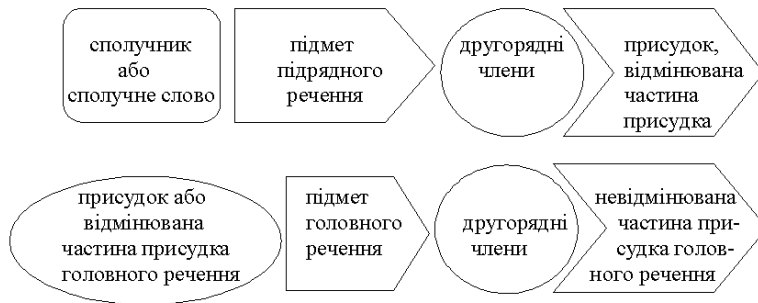 сполучник
або
сполучне слово
підмет
підрядного
речення
другорядні
члени
присудок,
відмінювана
частина
присудка
присудок або
відмінювана
частина присудка
головного речення
підмет
головного
речення
другорядні
члени
невідмінювана
частина при-
судка голов-
ного речення